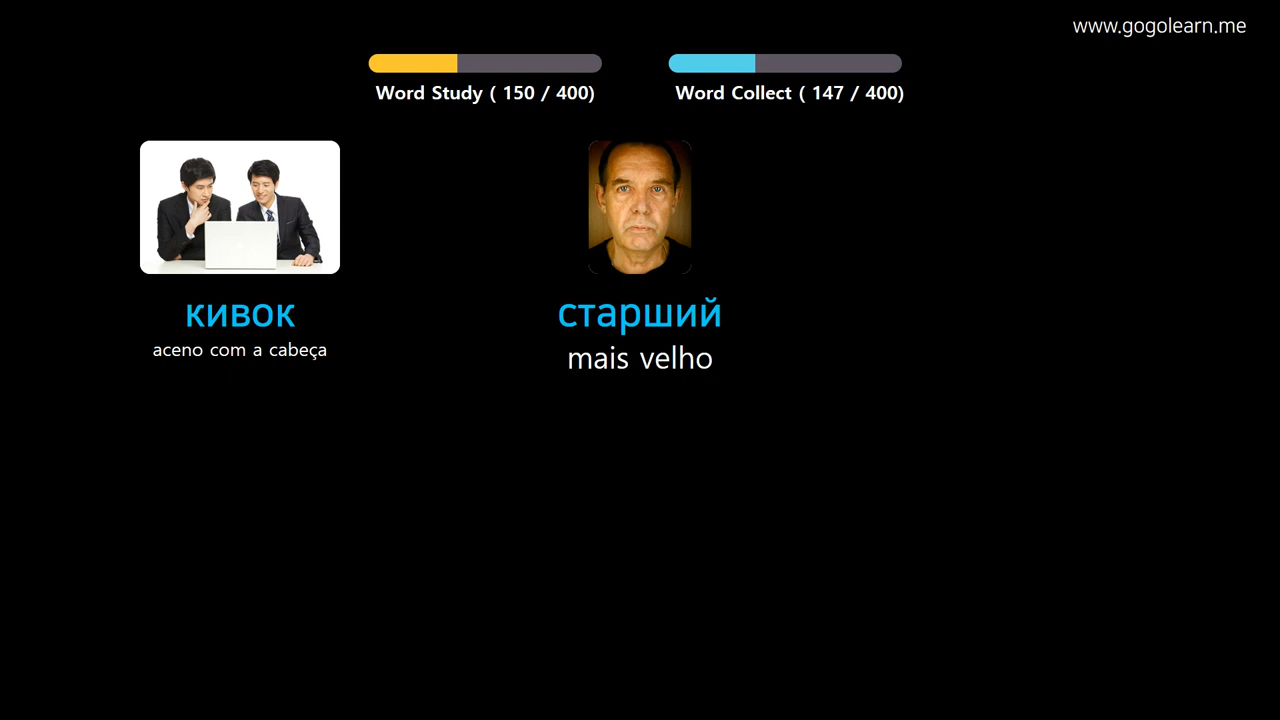 www.gogolearn.me
Word Study ( 150 / 400)
Word Collect ( 147 / 400)
кивок
aceno com a cabeça
старший
mais velho